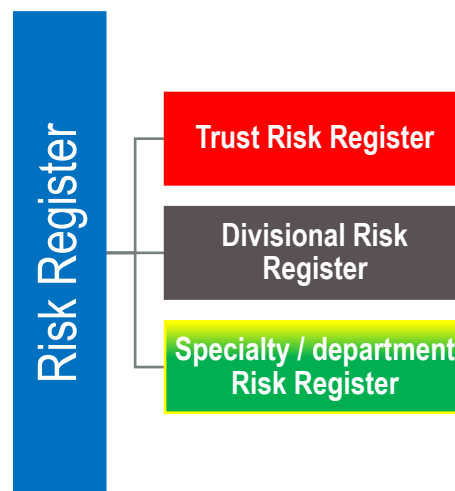 Risk Register
Trust Risk Register
Divisional Risk
Register
Specialty / department
Risk Register